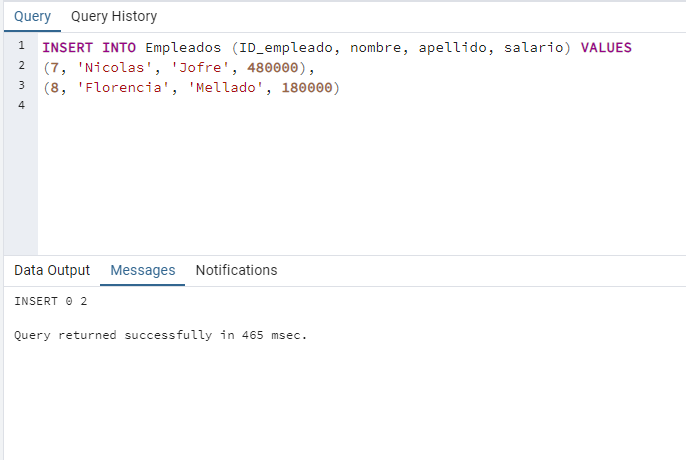 Query Query History
1 INSERT INTO Empleados (ID_empleado, nombre, apellido, salario) VALUES
2 (7, 'Nicolas', 'Jofre', 480000),
3 (8, 'Florencia', 'Mellado', 180000)
4
Data Output Messages Notifications
INSERT 0 2
Query returned successfully in 465 msec.